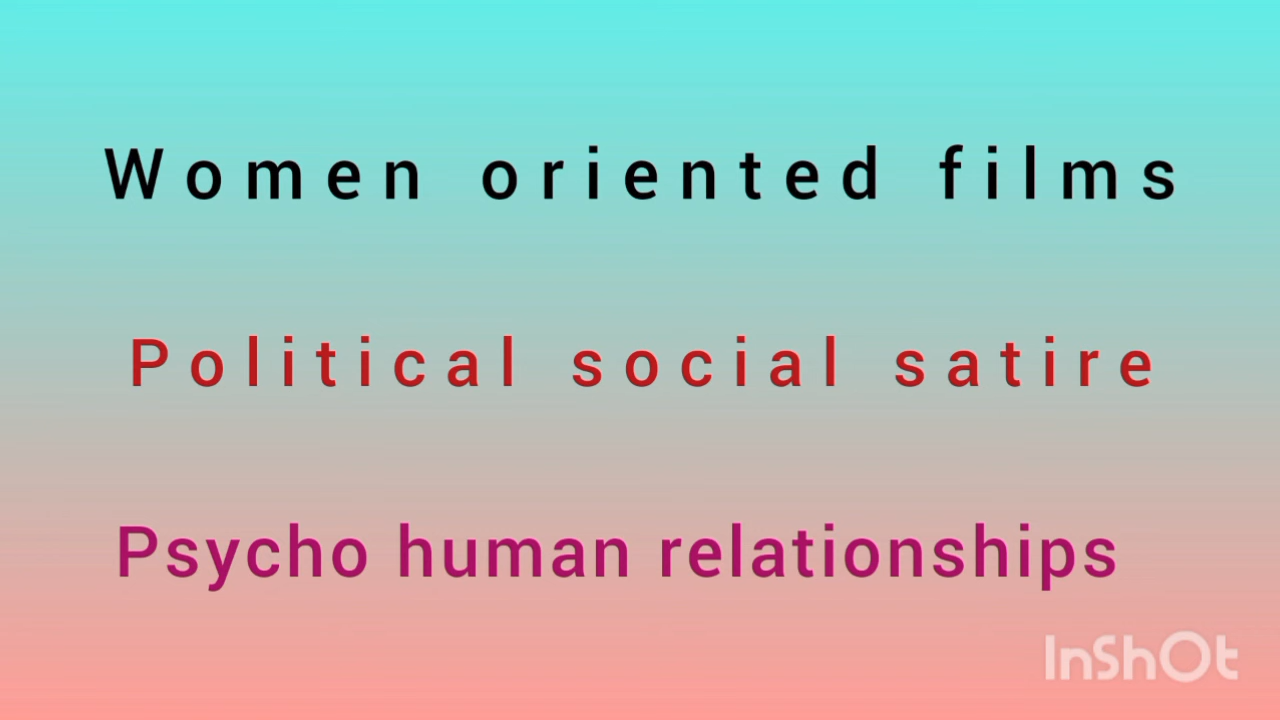 Women oriented films
Political social satire
Psycho human relationships
InShOt